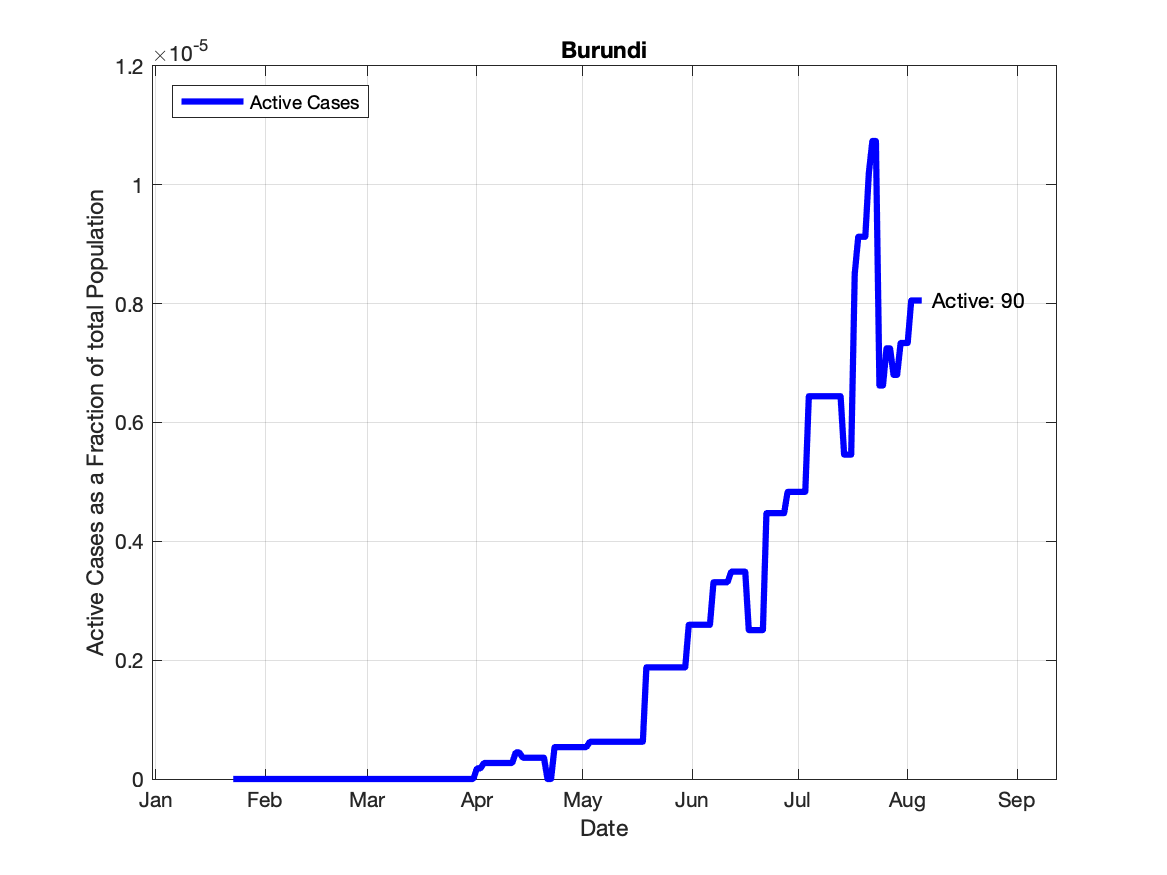 Burundi
×10-5
1.2
1
0.8
0.6
0.4
0.2
0
Active Cases as a Fraction of total Population
Active Cases
Active: 90
Jan Feb Mar Apr May Jun Jul Aug Sep
Date